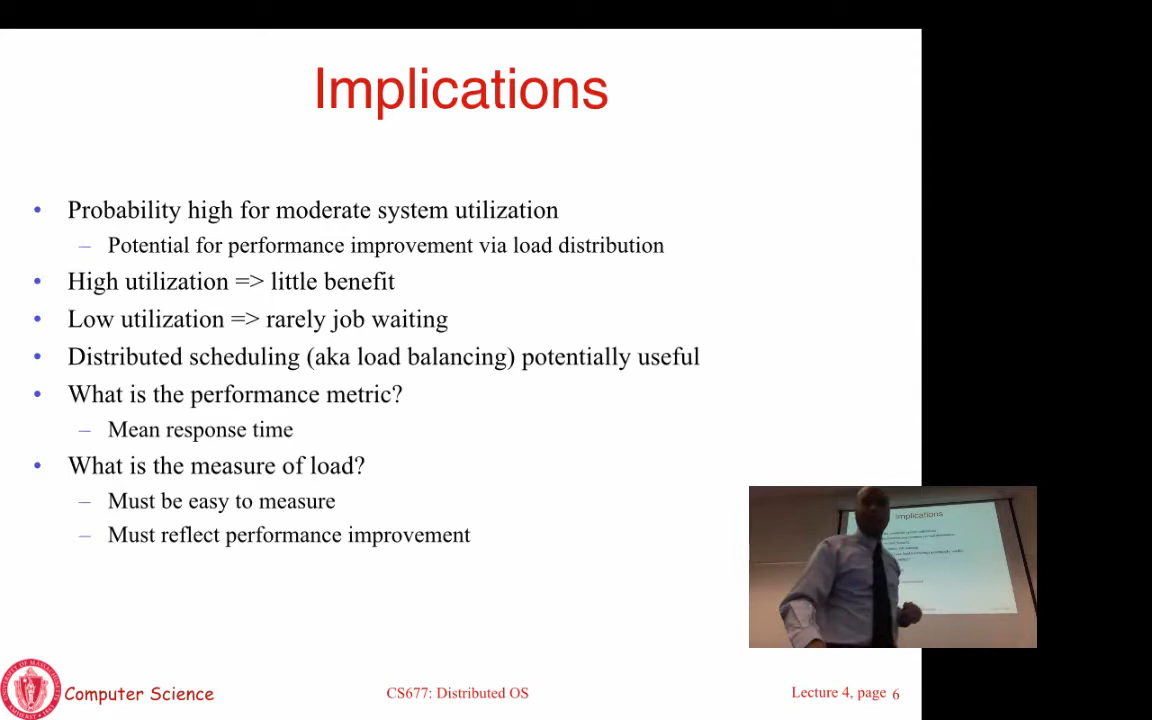 Implications
• Probability high for moderate system utilization
– Potential for performance improvement via load distribution
• High utilization => little benefit
• Low utilization => rarely job waiting
• Distributed scheduling (aka load balancing) potentially useful
• What is the performance metric?
– Mean response time
• What is the measure of load?
– Must be easy to measure
– Must reflect performance improvement
Implications
Computer Science
CS677: Distributed OS
Lecture 4, page 6